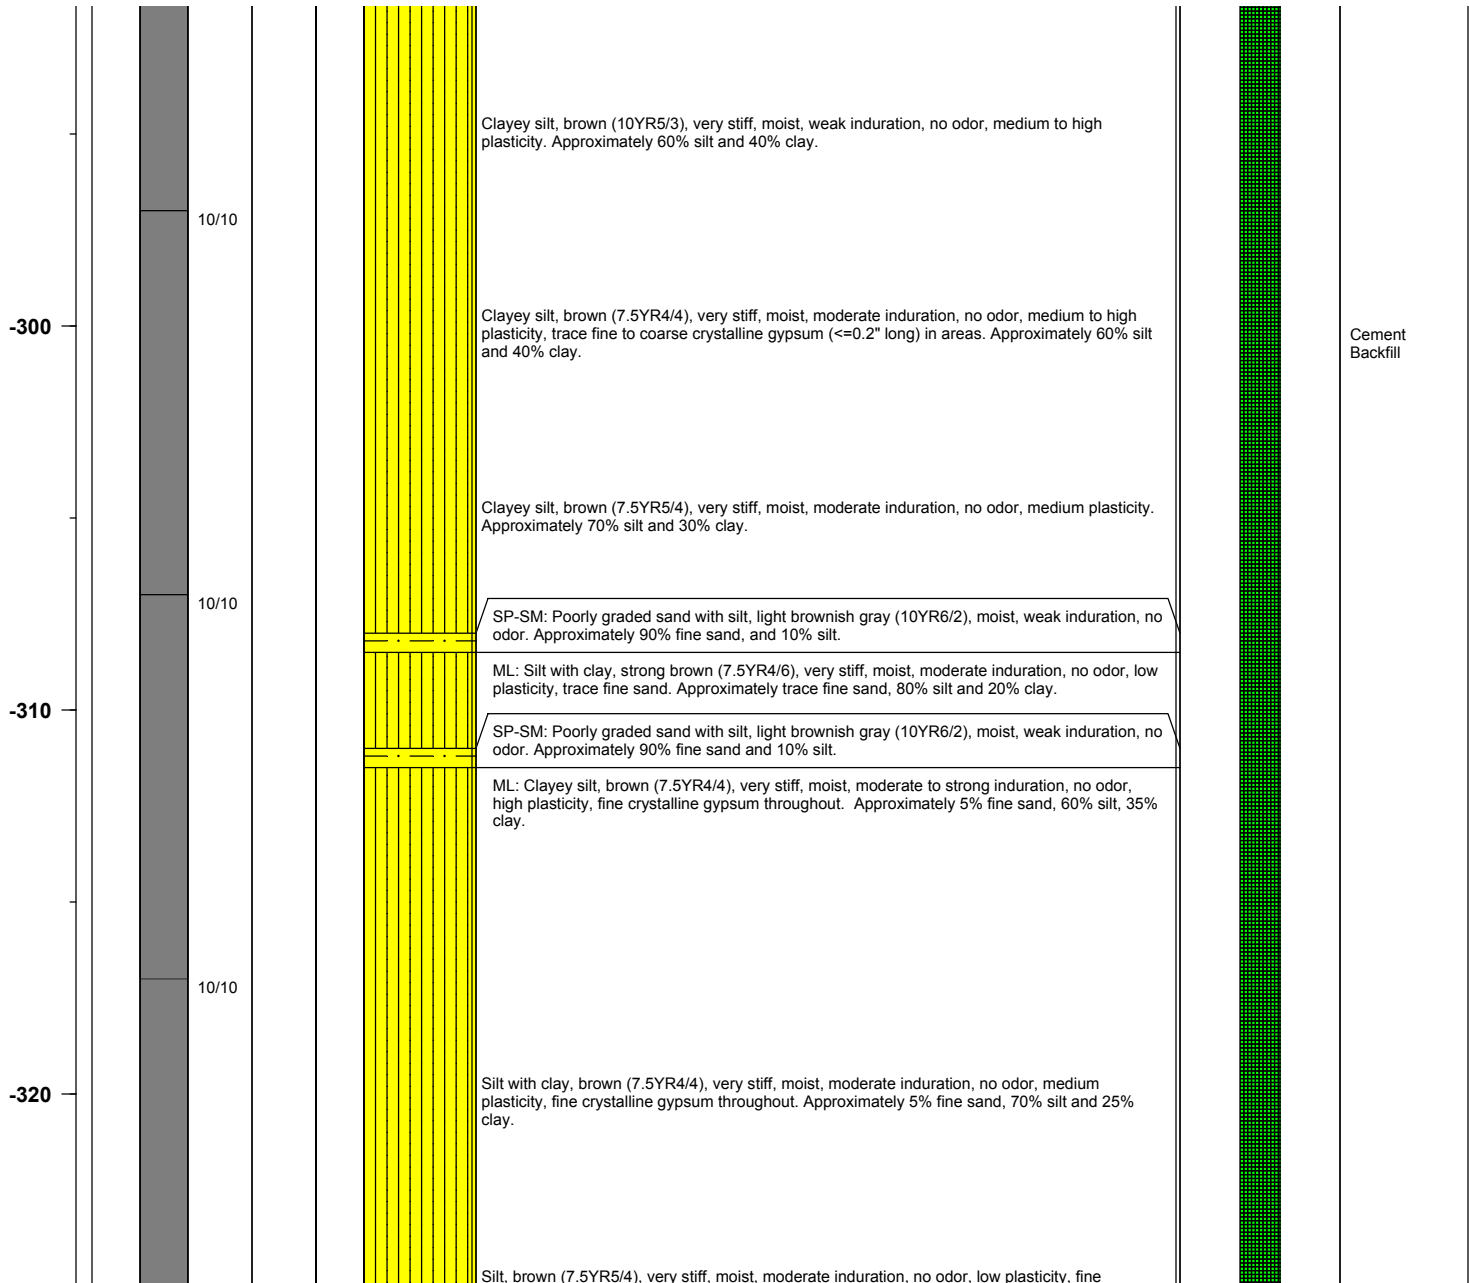 Clayey silt, brown (10YR5/3), very stiff, moist, weak induration, no odor, medium to high
plasticity. Approximately 60% silt and 40% clay.
10/10
-300
Clayey silt, brown (7.5YR4/4), very stiff, moist, moderate induration, no odor, medium to high
plasticity, trace fine to coarse crystalline gypsum (<=0.2" long) in areas. Approximately 60% silt
and 40% clay.
Cement
Backfill
Clayey silt, brown (7.5YR5/4), very stiff, moist, moderate induration, no odor, medium plasticity.
Approximately 70% silt and 30% clay.
10/10
SP-SM: Poorly graded sand with silt, light brownish gray (10YR6/2), moist, weak induration, no
odor. Approximately 90% fine sand, and 10% silt.
ML: Silt with clay, strong brown (7.5YR4/6), very stiff, moist, moderate induration, no odor, low
plasticity, trace fine sand. Approximately trace fine sand, 80% silt and 20% clay.
-310
SP-SM: Poorly graded sand with silt, light brownish gray (10YR6/2), moist, weak induration, no
odor. Approximately 90% fine sand and 10% silt.
ML: Clayey silt, brown (7.5YR4/4), very stiff, moist, moderate to strong induration, no odor,
high plasticity, fine crystalline gypsum throughout.  Approximately 5% fine sand, 60% silt, 35%
clay.
10/10
-320
Silt with clay, brown (7.5YR4/4), very stiff, moist, moderate induration, no odor, medium
plasticity, fine crystalline gypsum throughout. Approximately 5% fine sand, 70% silt and 25%
clay.
Silt, brown (7.5YR5/4), very stiff, moist, moderate induration, no odor, low plasticity, fine